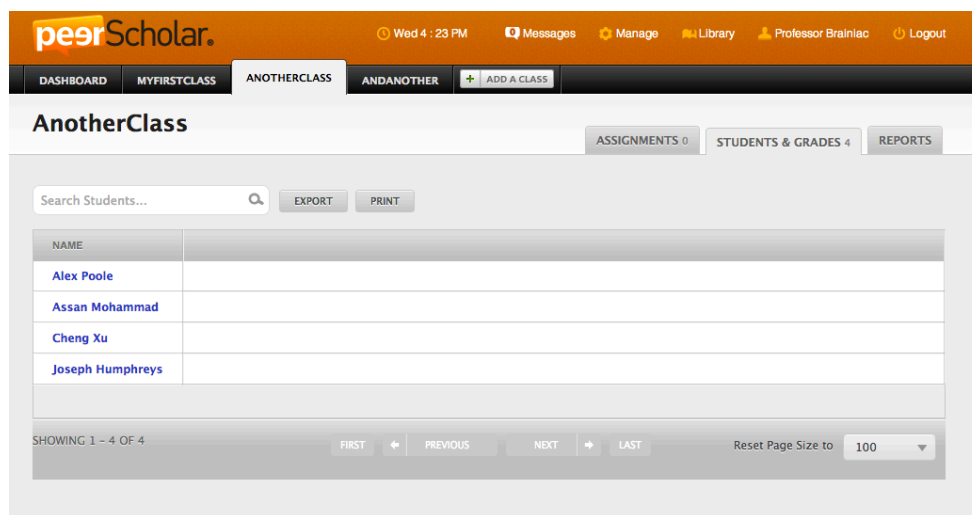 peerScholar. Wed 4 : 23 PM 0 Messages Manage Library Professor Brainiac Logout
DASHBOARD MYFIRSTCLASS ANOTHERCLASS ANDANOTHER + ADD A CLASS
AnotherClass
ASSIGNMENTS 0 STUDENTS & GRADES 4 REPORTS
Search Students... EXPORT PRINT
NAME
Alex Poole
Assan Mohammad
Cheng Xu
Joseph Humphreys
SHOWING 1 – 4 OF 4 FIRST PREVIOUS NEXT LAST Reset Page Size to 100